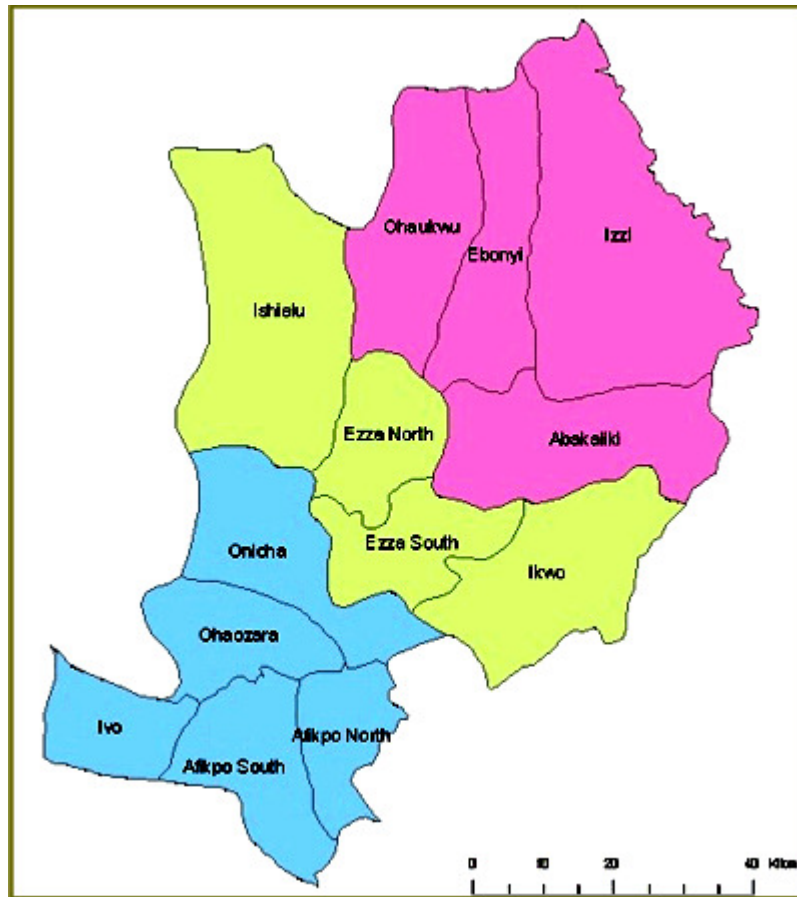 Ohaukwu
Ebonyi
Izzi
Ishielu
Ezza North
Abakaliki
Ezza South
Ikwo
Onicha
Ohaozara
Ivo
Afikpo North
Afikpo South
0 10 20 40 Kilom